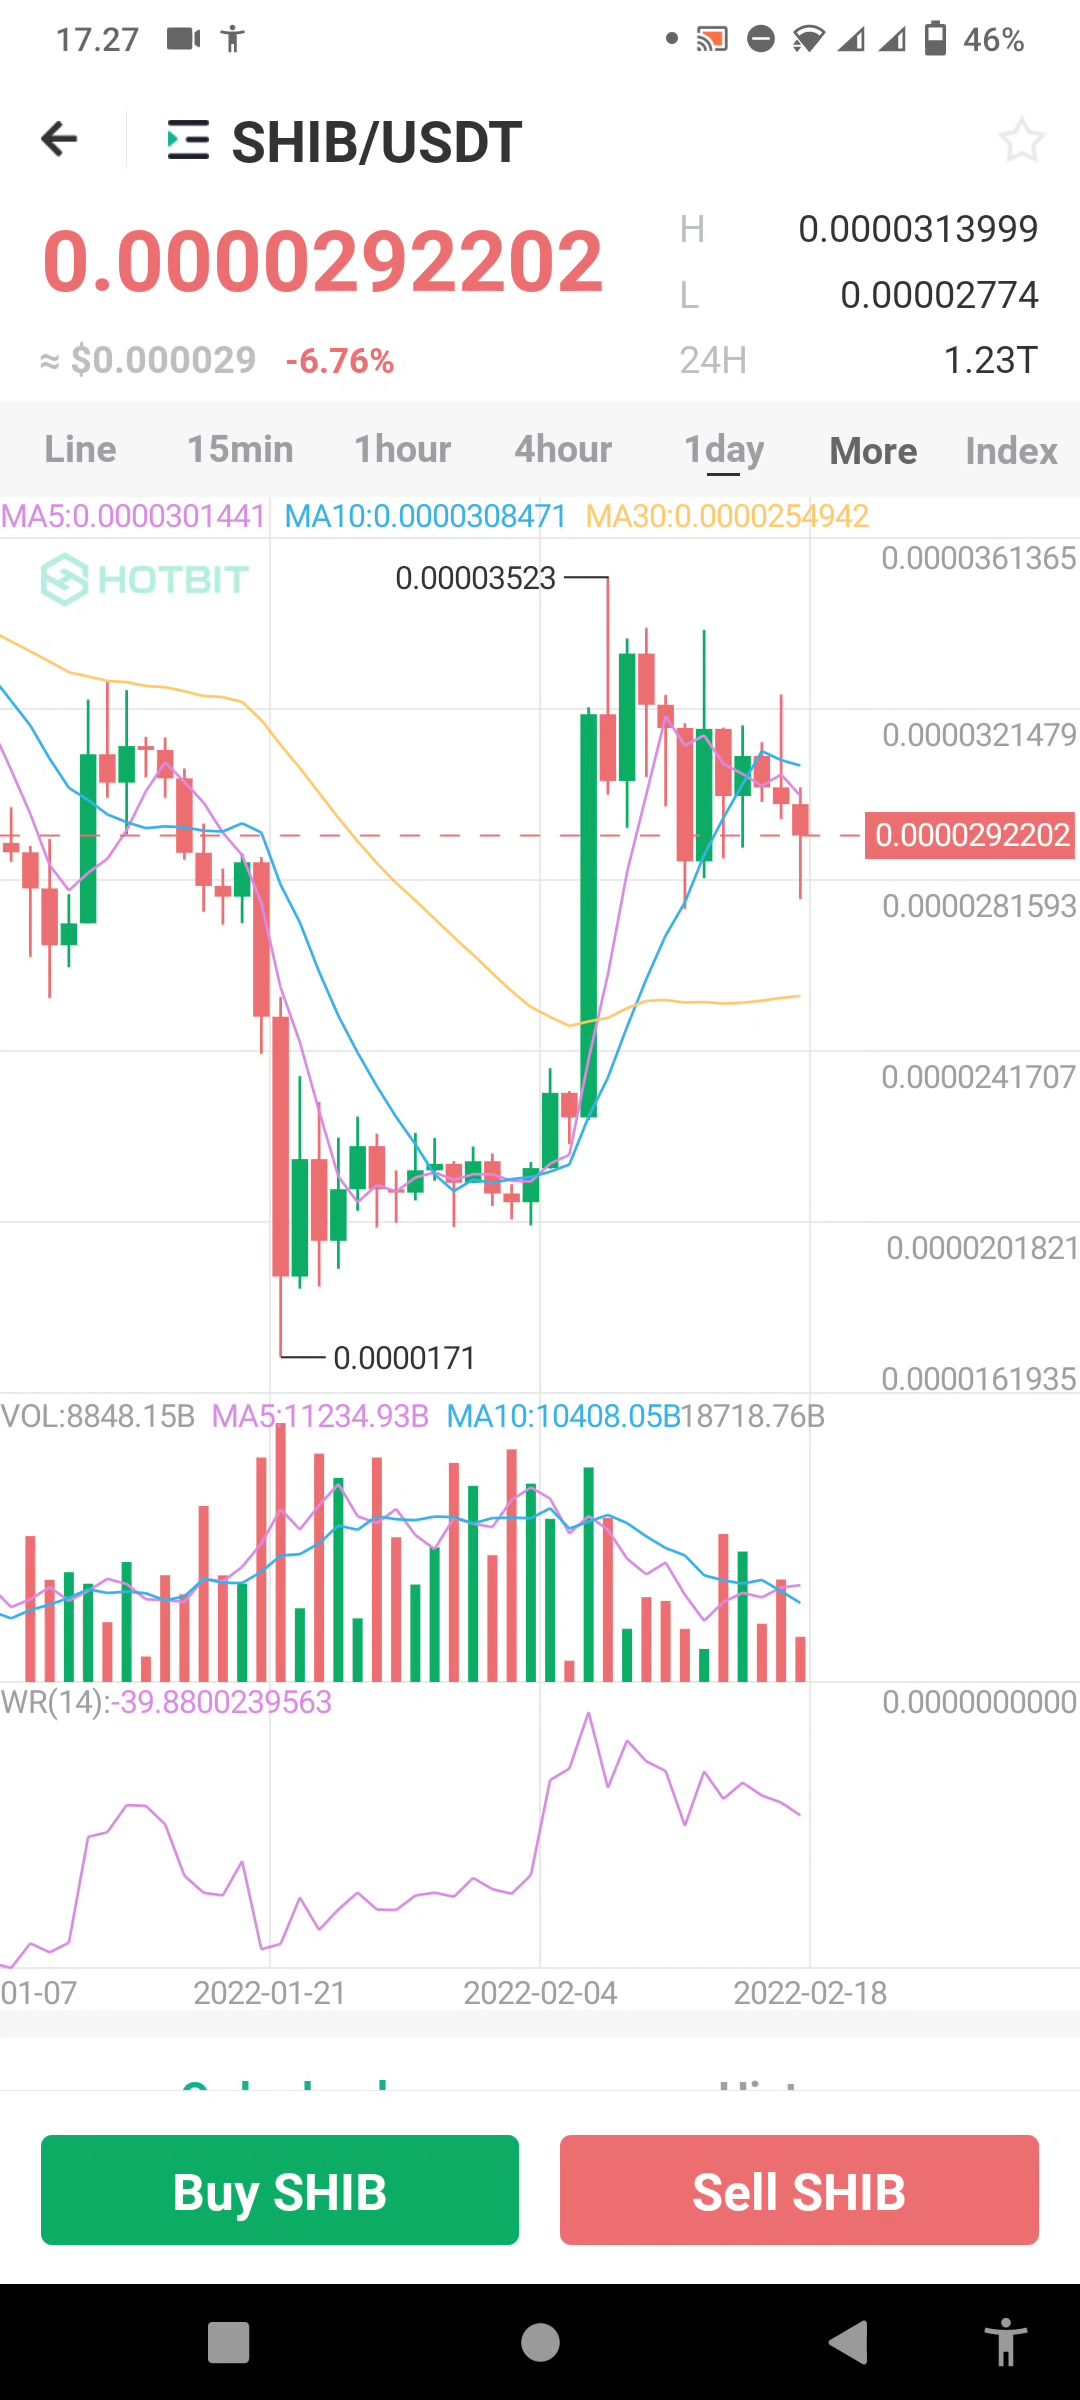 17.27 46%
SHIB/USDT
0.0000292202
H 0.0000313999
L 0.00002774
≈ $0.000029 -6.76%
24H 1.23T
Line 15min 1hour 4hour 1day More Index
MA5:0.0000301441 MA10:0.0000308471 MA30:0.0000254942
0.0000361365
HOTBIT
0.00003523
0.0000321479
0.0000292202
0.0000281593
0.0000241707
0.0000201821
0.0000171
0.0000161935
VOL:8848.15B MA5:11234.93B MA10:10408.05B18718.76B
WR(14):-39.8800239563 0.0000000000
01-07 2022-01-21 2022-02-04 2022-02-18
Buy SHIB Sell SHIB